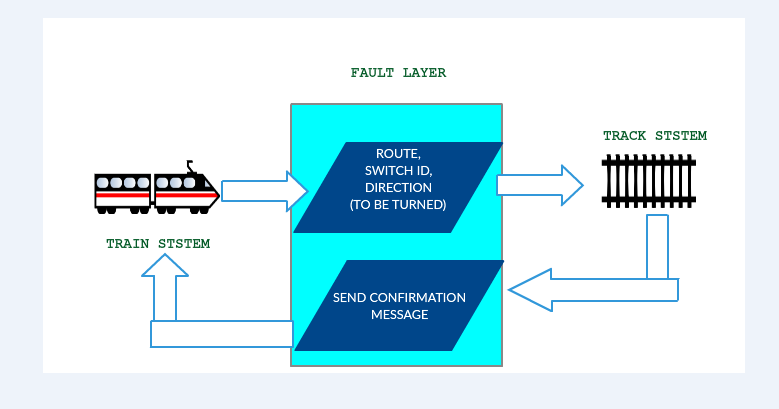 FAULT LAYER
TRACK STSTEM
ROUTE,
SWITCH ID,
DIRECTION
(TO BE TURNED)
TRAIN STSTEM
SEND CONFIRMATION
MESSAGE